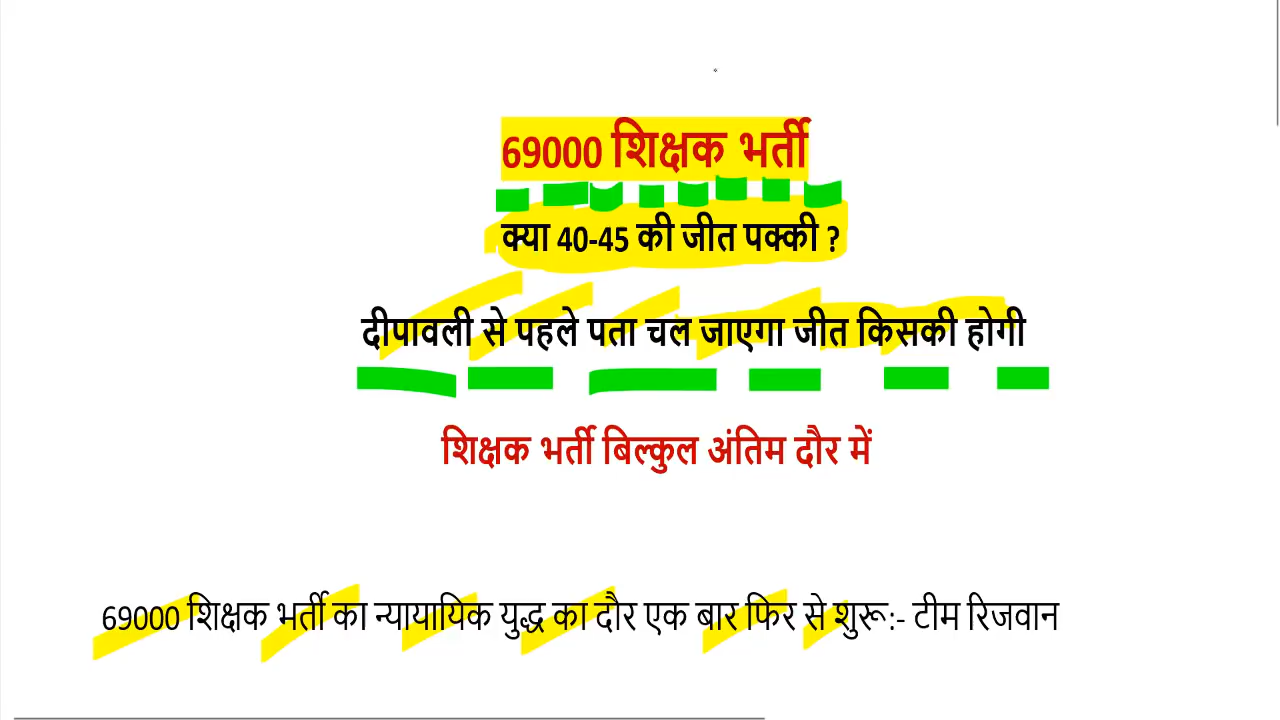 69000 शिक्षक भर्ती
क्या 40-45 की जीत पक्की ?
दीपावली से पहले पता चल जाएगा जीत किसकी होगी
शिक्षक भर्ती बिल्कुल अंतिम दौर में
69000 शिक्षक भर्ती का न्यायायिक युद्ध का दौर एक बार फिर से शुरू:- टीम रिजवान